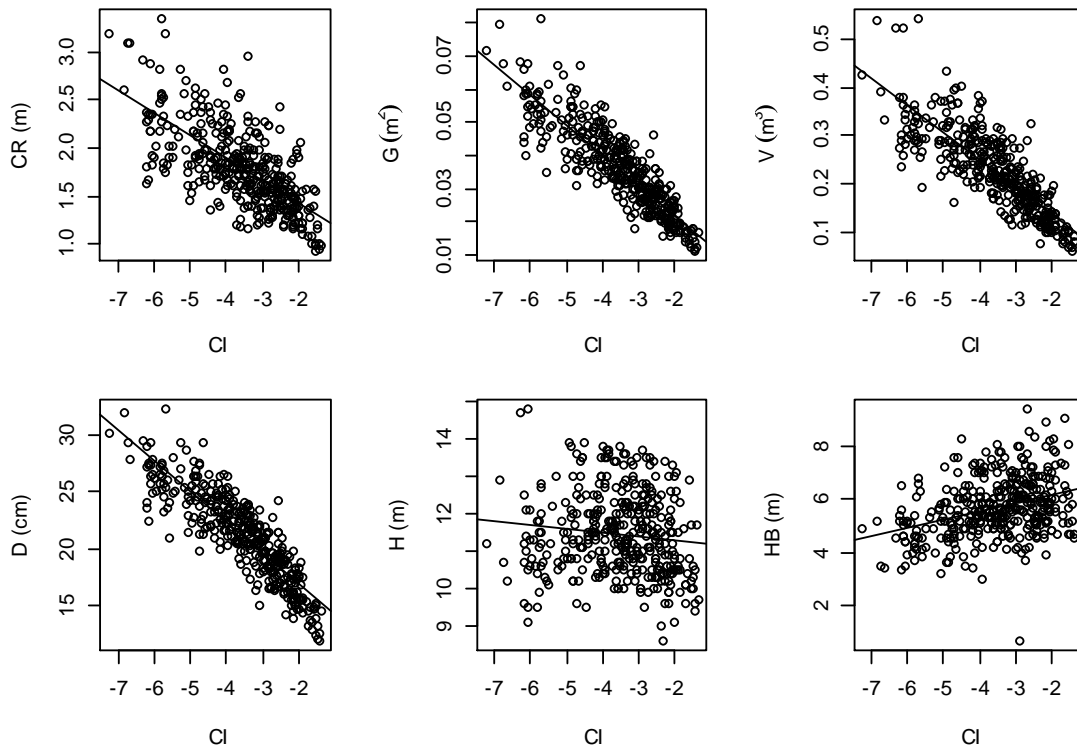 CR (m)
1.0 1.5 2.0 2.5 3.0
-7 -6 -5 -4 -3 -2
CI
G (m²)
0.01 0.03 0.05 0.07
-7 -6 -5 -4 -3 -2
CI
V (m³)
0.1 0.2 0.3 0.4 0.5
-7 -6 -5 -4 -3 -2
CI
D (cm)
15 20 25 30
-7 -6 -5 -4 -3 -2
CI
H (m)
9 10 12 14
-7 -6 -5 -4 -3 -2
CI
HB (m)
2 4 6 8
-7 -6 -5 -4 -3 -2
CI